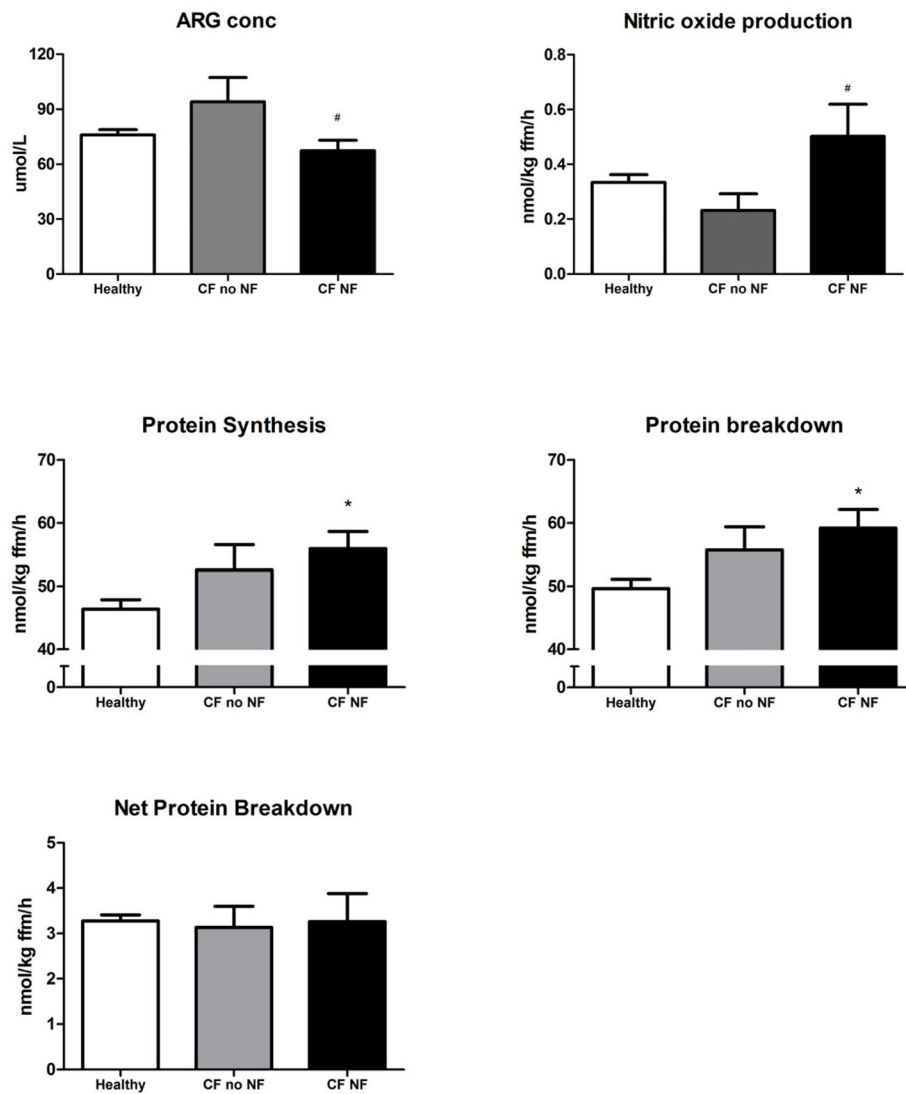 ARG conc
120
90
60
30
0
umol/L
#
Healthy CF no NF CF NF
Nitric oxide production
0.8
0.6
0.4
0.2
0.0
nmol/kg ffm/h
#
Healthy CF no NF CF NF
Protein Synthesis
70
60
50
40
0
nmol/kg ffm/h
*
Healthy CF no NF CF NF
Protein breakdown
70
60
50
40
0
nmol/kg ffm/h
*
Healthy CF no NF CF NF
Net Protein Breakdown
5
4
3
2
1
0
nmol/kg ffm/h
Healthy CF no NF CF NF